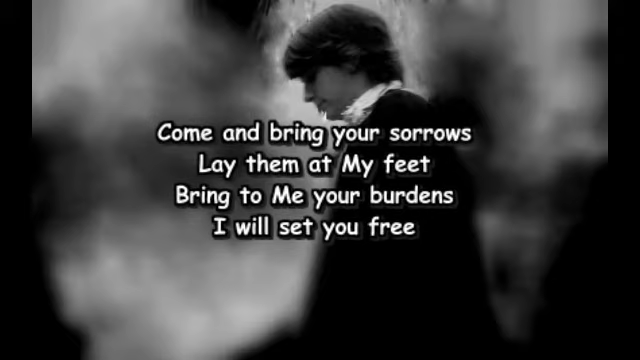 Come and bring your sorrows
Lay them at My feet
Bring to Me your burdens
I will set you free